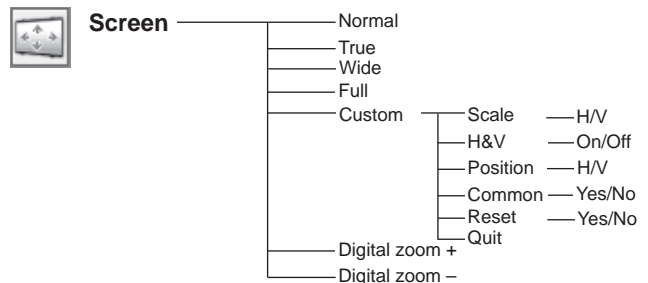 Screen
Normal
True
Wide
Full
Custom
Scale H/V
H&V On/Off
Position H/V
Common Yes/No
Reset Yes/No
Quit
Digital zoom +
Digital zoom –